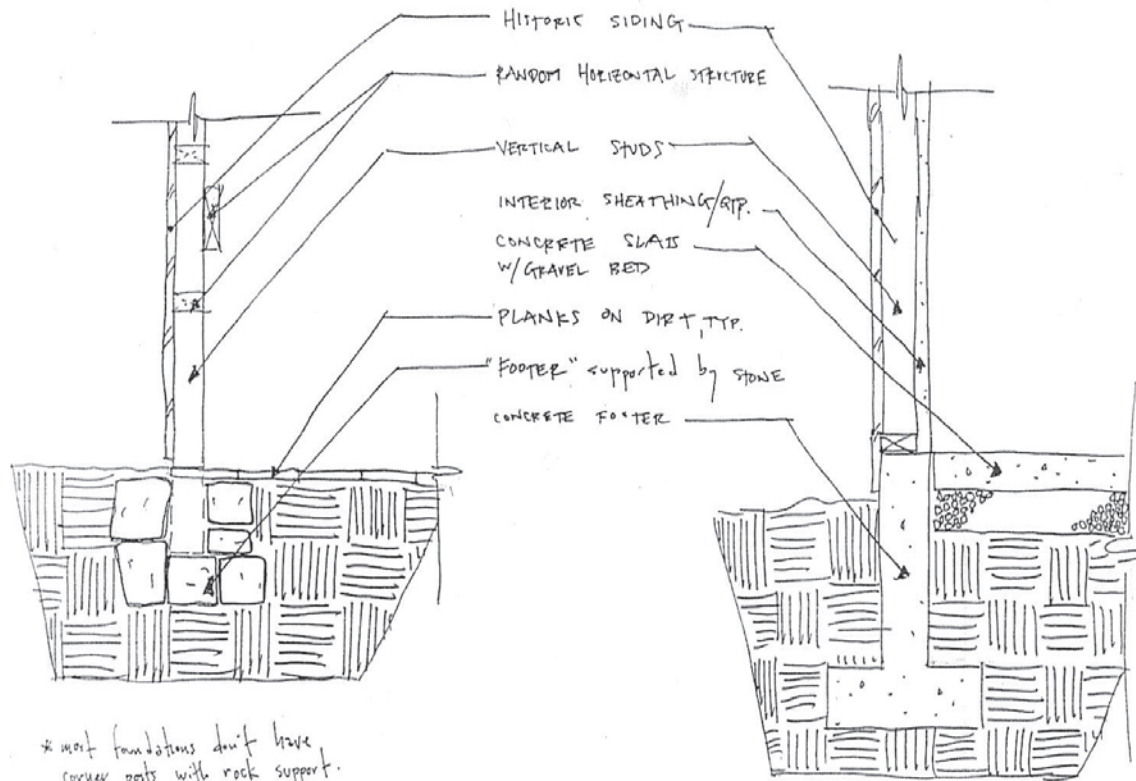 HISTORIC SIDING
RANDOM HORIZONTAL STRUCTURE
VERTICAL STUDS
INTERIOR SHEATHING/GYP.
CONCRETE SLAB
W/GRAVEL BED
PLANKS ON DIRT, TYP.
"FOOTER" supported by STONE
CONCRETE FOOTER
* most foundations don't have
corner posts with rock support.